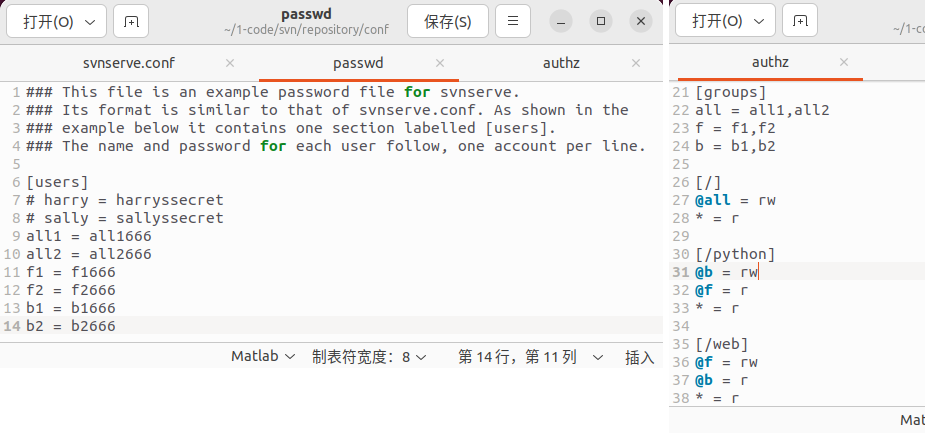 打开(O)
passwd
~/1-code/svn/repository/conf
保存(S)
svnserve.conf
passwd
authz
1 ### This file is an example password file for svnserve.
2 ### Its format is similar to that of svnserve.conf. As shown in the
3 ### example below it contains one section labelled [users].
4 ### The name and password for each user follow, one account per line.
5
6 [users]
7 # harry = harryssecret
8 # sally = sallyssecret
9 all1 = all1666
10 all2 = all2666
11 f1 = f1666
12 f2 = f2666
13 b1 = b1666
14 b2 = b2666
Matlab 制表符宽度：8 第 14 行，第 11 列 插入
打开(O)
~/1-c
authz
21 [groups]
22 all = all1,all2
23 f = f1,f2
24 b = b1,b2
25
26 [/]
27 @all = rw
28 * = r
29
30 [/python]
31 @b = rw
32 @f = r
33 * = r
34
35 [/web]
36 @f = rw
37 @b = r
38 * = r
Mat